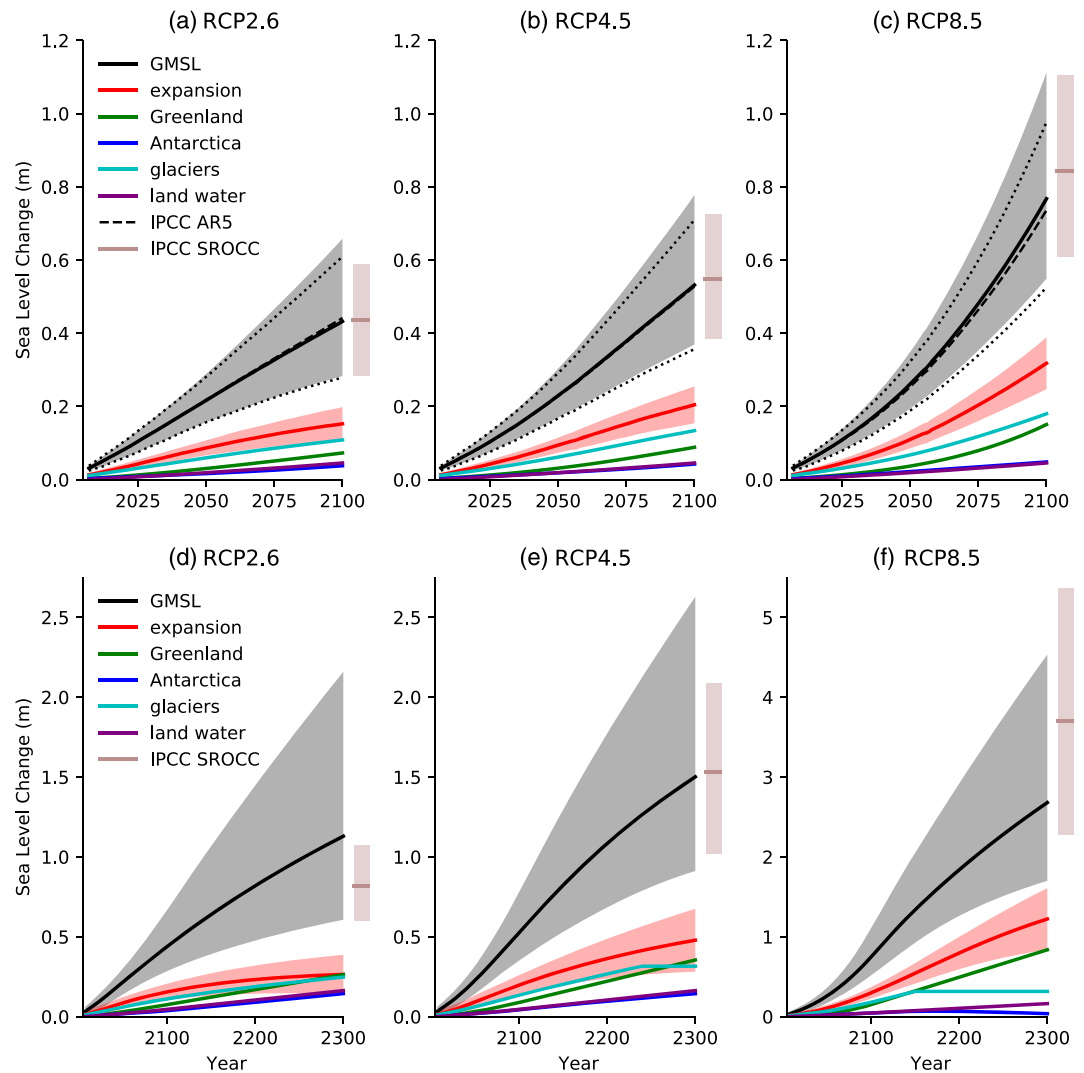 (a) RCP2.6
(b) RCP4.5
(c) RCP8.5
Sea Level Change (m)
1.2
1.0
0.8
0.6
0.4
0.2
0.0
GMSL
expansion
Greenland
Antarctica
glaciers
land water
IPCC AR5
IPCC SROCC
2025 2050 2075 2100
1.2
1.0
0.8
0.6
0.4
0.2
0.0
2025 2050 2075 2100
1.2
1.0
0.8
0.6
0.4
0.2
0.0
2025 2050 2075 2100
(d) RCP2.6
(e) RCP4.5
(f) RCP8.5
Sea Level Change (m)
2.5
2.0
1.5
1.0
0.5
0.0
GMSL
expansion
Greenland
Antarctica
glaciers
land water
IPCC SROCC
2100 2200 2300
Year
2.5
2.0
1.5
1.0
0.5
0.0
2100 2200 2300
Year
5
4
3
2
1
0
2100 2200 2300
Year